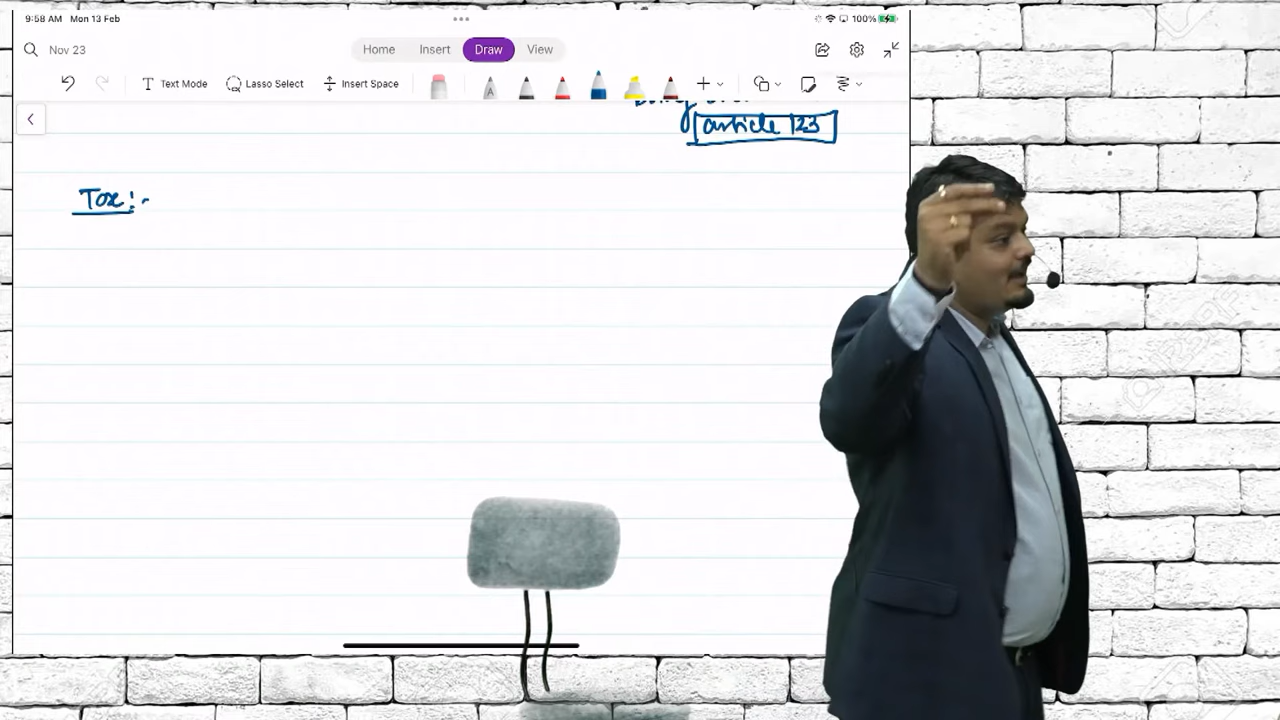 9:58 AM Mon 13 Feb
100%
Nov 23
Home Insert Draw View
Text Mode Lasso Select Insert Space
article 123
Tax:-